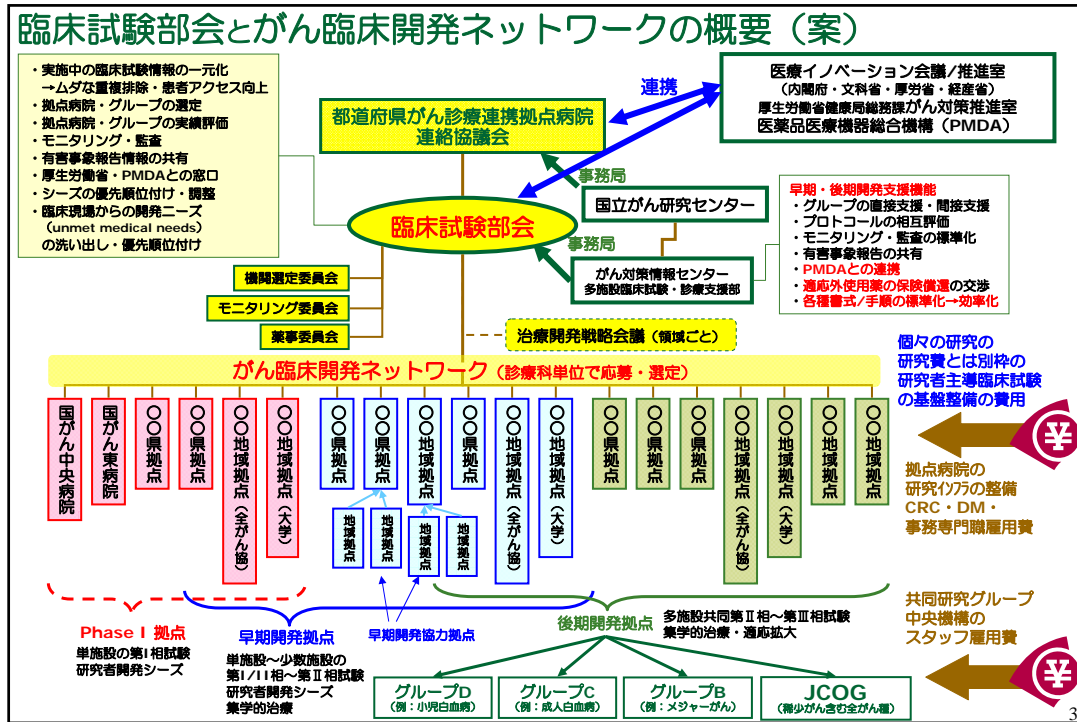 臨床試験部会とがん臨床開発ネットワークの概要（案）
・実施中の臨床試験情報の一元化
→ムダな重複排除・患者アクセス向上
・拠点病院・グループの選定
・拠点病院・グループの実績評価
・モニタリング・監査
・有害事象報告情報の共有
・厚生労働省・PMDAとの窓口
・シーズの優先順位付け・調整
・臨床現場からの開発ニーズ
（unmet medical needs）
の洗い出し・優先順位付け
都道府県がん診療連携拠点病院
連絡協議会
連携
医療イノベーション会議/推進室
（内閣府・文科省・厚労省・経産省）
厚生労働省健康局総務課がん対策推進室
医薬品医療機器総合機構（PMDA）
事務局
国立がん研究センター
臨床試験部会
事務局
がん対策情報センター
多施設臨床試験・診療支援部
早期・後期開発支援機能
・グループの直接支援・間接支援
・プロトコールの相互評価
・モニタリング・監査の標準化
・有害事象報告の共有
・PMDAとの連携
・適応外使用薬の保険償還の交渉
・各種書式/手順の標準化→効率化
機関選定委員会
モニタリング委員会
薬事委員会
治療開発戦略会議（領域ごと）
がん臨床開発ネットワーク（診療科単位で応募・選定）
個々の研究の
研究費とは別枠の
研究者主導臨床試験
の基盤整備の費用
国がん中央病院
国がん東病院
〇〇県拠点
〇〇県拠点
〇〇地域拠点（全がん協）
〇〇地域拠点（大学）
〇〇県拠点
〇〇県拠点
〇〇地域拠点
〇〇県拠点
〇〇地域拠点（全がん協）
〇〇地域拠点（大学）
〇〇県拠点
〇〇県拠点
〇〇県拠点
〇〇地域拠点（全がん協）
〇〇地域拠点（大学）
〇〇地域拠点
〇〇地域拠点
地域拠点
地域拠点
地域拠点
地域拠点
¥
拠点病院の
研究ｲﾝﾌﾗの整備
CRC・DM・
事務専門職雇用費
Phase I 拠点
単施設の第I相試験
研究者開発シーズ
早期開発拠点
単施設～少数施設の
第I/II相～第Ⅱ相試験
研究者開発シーズ
集学的治療
早期開発協力拠点
後期開発拠点
多施設共同第Ⅱ相～第Ⅲ相試験
集学的治療・適応拡大
共同研究グループ
中央機構の
スタッフ雇用費
¥
グループD
（例：小児白血病）
グループC
（例：成人白血病）
グループB
（例：メジャーがん）
JCOG
（稀少がん含む全がん種）
3